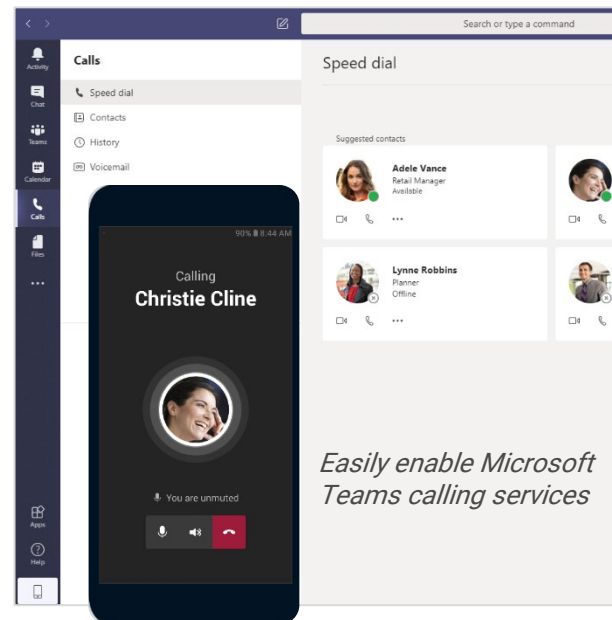 Search or type a command
Activity
Chat
Teams
Calendar
Calls
Files
Apps
Help
Calls
Speed dial
Contacts
History
Voicemail
Speed dial
Suggested contacts
Adele Vance
Retail Manager
Available
Lynne Robbins
Planner
Offline
90% 8:44 AM
Calling
Christie Cline
You are unmuted
Easily enable Microsoft
Teams calling services